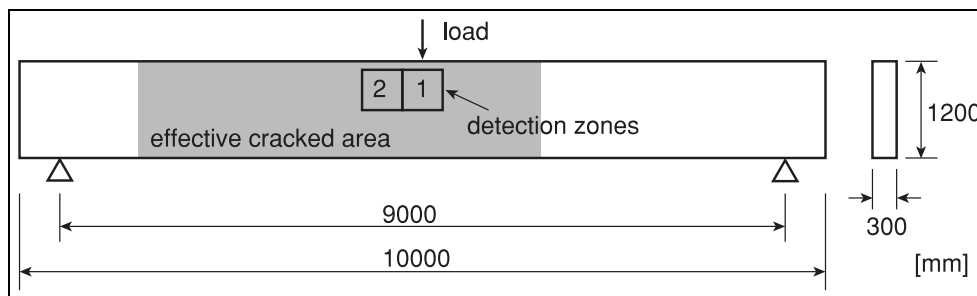 load
2 1
detection zones
effective cracked area
1200
9000
300
10000
[mm]